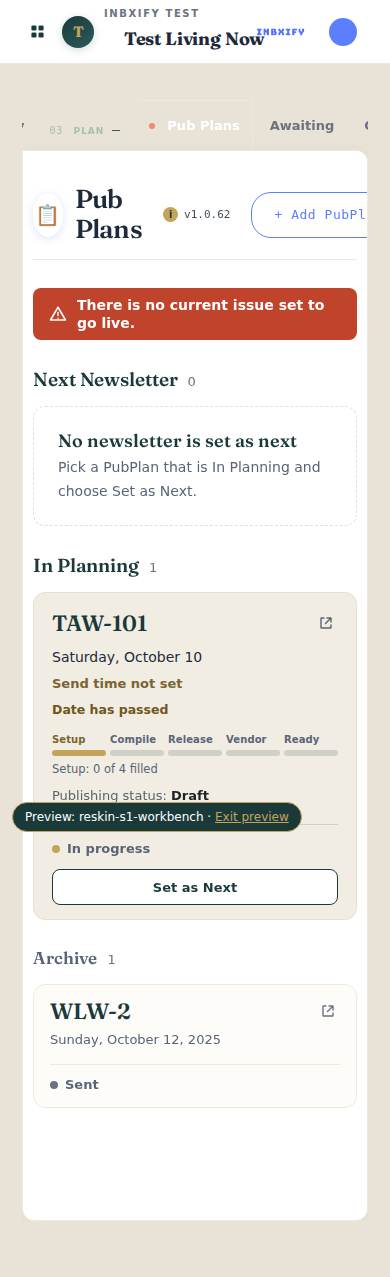 INBXIFY TEST
T
Test Living Now
INBXIFY
03 PLAN —
Pub Plans
Awaiting
Pub Plans
i v1.0.62
+ Add PubPl
There is no current issue set to go live.
Next Newsletter 0
No newsletter is set as next
Pick a PubPlan that is In Planning and
choose Set as Next.
In Planning 1
TAW-101
Saturday, October 10
Send time not set
Date has passed
Setup Compile Release Vendor Ready
Setup: 0 of 4 filled
Publishing status: Draft
Preview: reskin-s1-workbench · Exit preview
In progress
Set as Next
Archive 1
WLW-2
Sunday, October 12, 2025
Sent